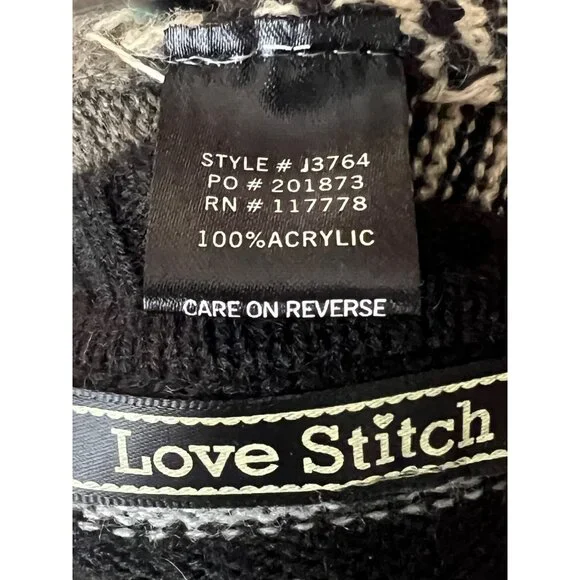 STYLE # J3764
PO # 201873
RN # 117778
100%ACRYLIC
CARE ON REVERSE
Love Stitch